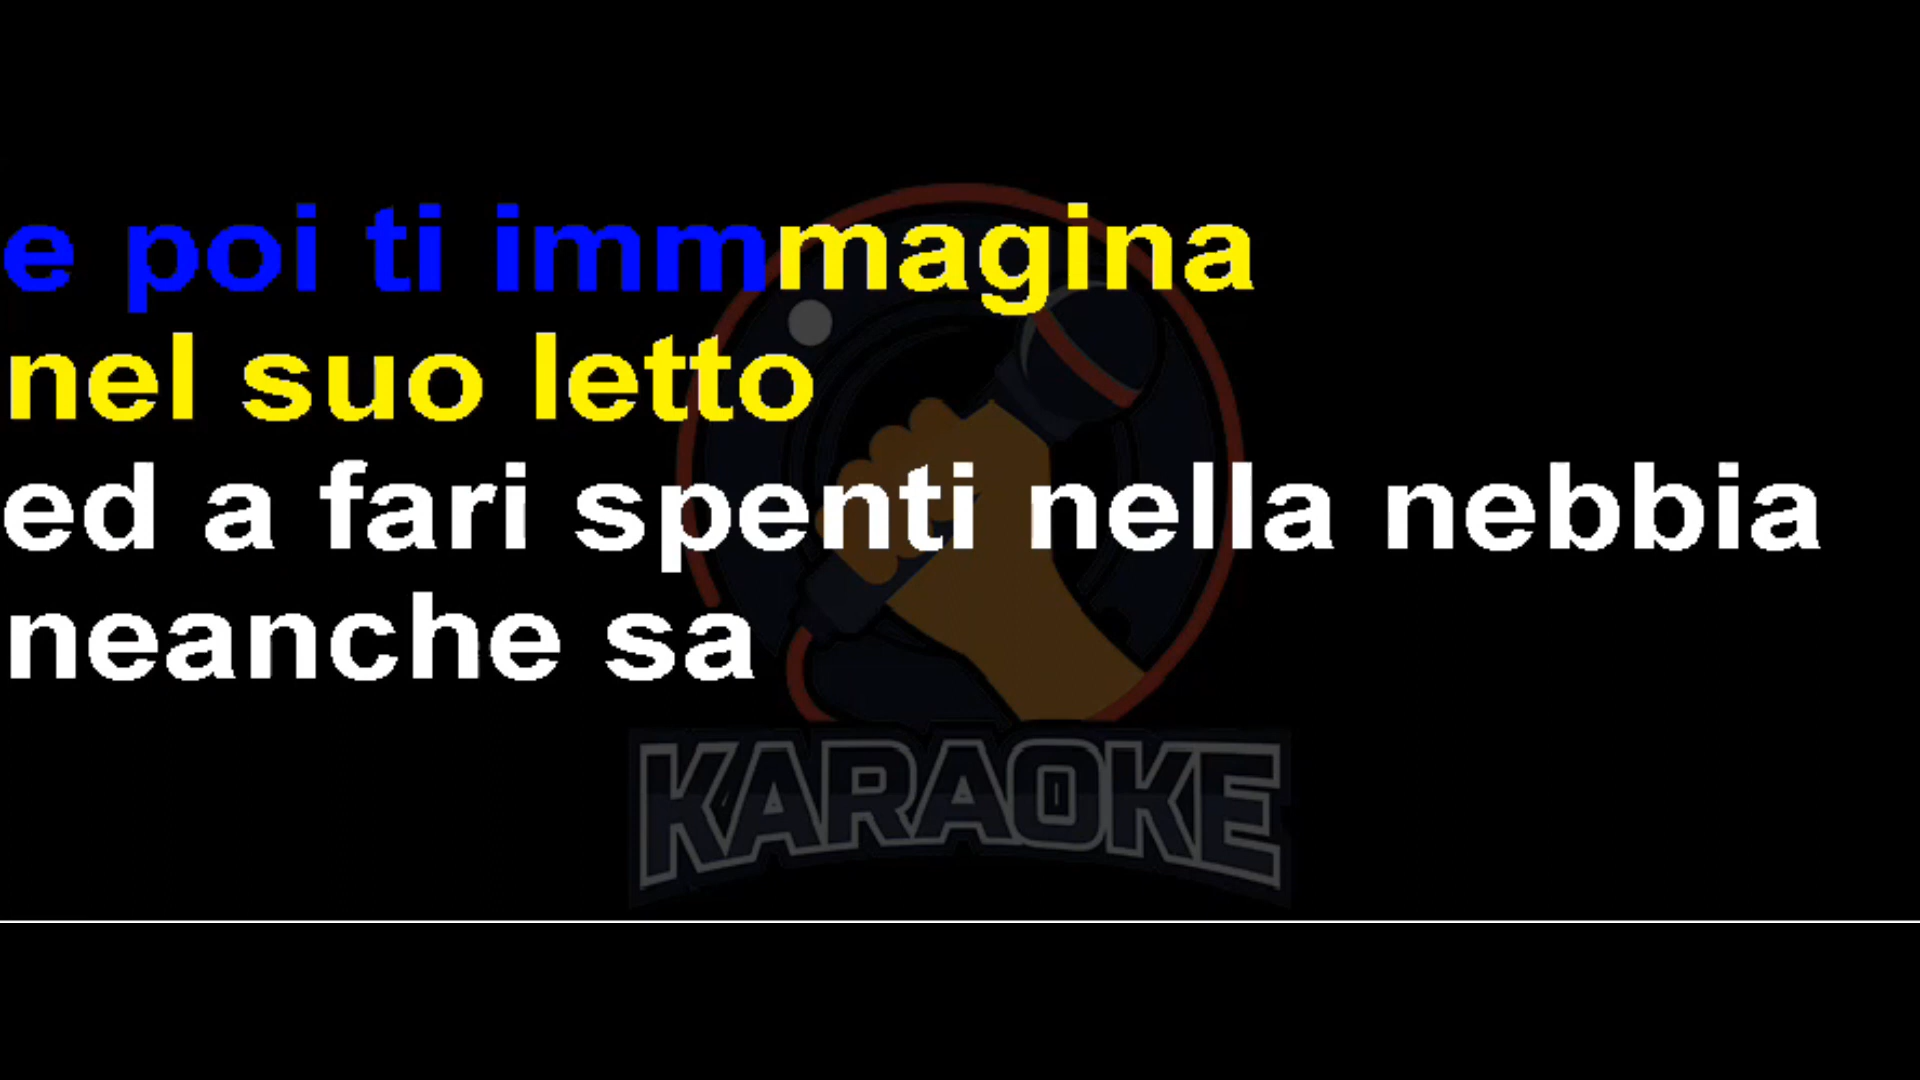 e poi ti immmagina
nel suo letto
ed a fari spenti nella nebbia
neanche sa
KARAOKE